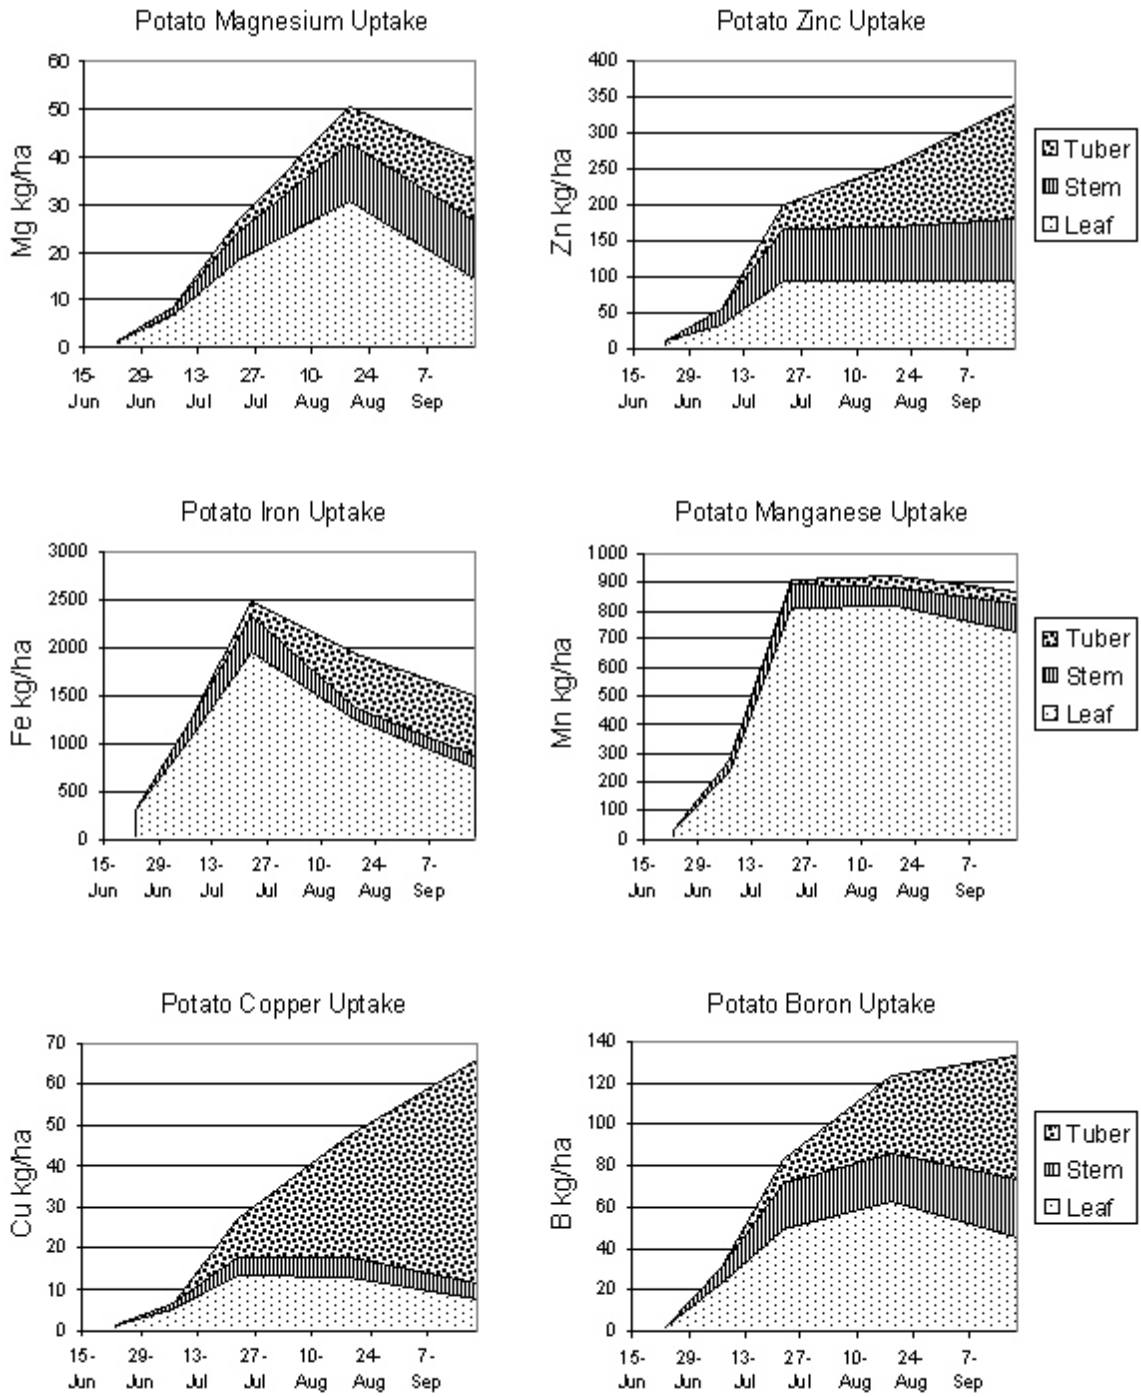 Potato Magnesium Uptake
Mg kg/ha
60
50
40
30
20
10
0
15- 29- 13- 27- 10- 24- 7-
Jun Jun Jul Jul Aug Aug Sep
Potato Zinc Uptake
Zn kg/ha
400
350
300
250
200
150
100
50
0
15- 29- 13- 27- 10- 24- 7-
Jun Jun Jul Jul Aug Aug Sep
Tuber
Stem
Leaf
Potato Iron Uptake
Fe kg/ha
3000
2500
2000
1500
1000
500
0
15- 29- 13- 27- 10- 24- 7-
Jun Jun Jul Jul Aug Aug Sep
Potato Manganese Uptake
Mn kg/ha
1000
900
800
700
600
500
400
300
200
100
0
15- 29- 13- 27- 10- 24- 7-
Jun Jun Jul Jul Aug Aug Sep
Tuber
Stem
Leaf
Potato Copper Uptake
Cu kg/ha
70
60
50
40
30
20
10
0
15- 29- 13- 27- 10- 24- 7-
Jun Jun Jul Jul Aug Aug Sep
Potato Boron Uptake
B kg/ha
140
120
100
80
60
40
20
0
15- 29- 13- 27- 10- 24- 7-
Jun Jun Jul Jul Aug Aug Sep
Tuber
Stem
Leaf